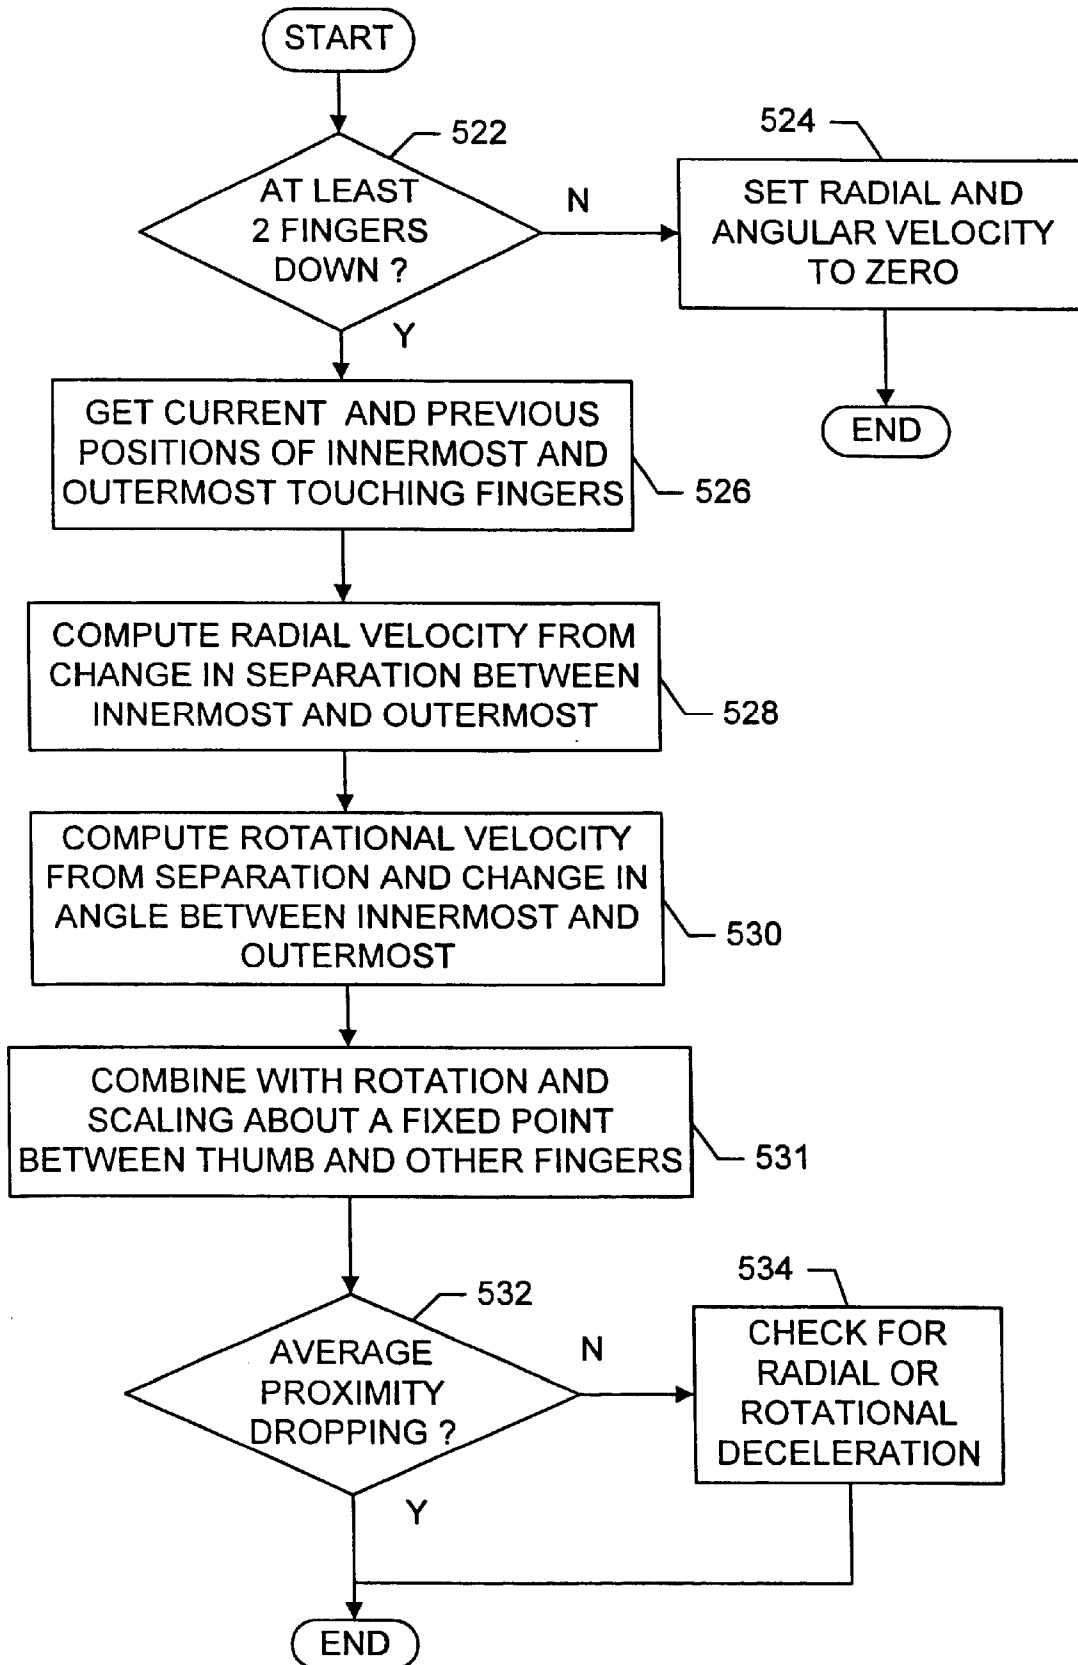 START
522
AT LEAST
2 FINGERS
DOWN ?
N
524
SET RADIAL AND
ANGULAR VELOCITY
TO ZERO
END
Y
GET CURRENT AND PREVIOUS
POSITIONS OF INNERMOST AND
OUTERMOST TOUCHING FINGERS
526
COMPUTE RADIAL VELOCITY FROM
CHANGE IN SEPARATION BETWEEN
INNERMOST AND OUTERMOST
528
COMPUTE ROTATIONAL VELOCITY
FROM SEPARATION AND CHANGE IN
ANGLE BETWEEN INNERMOST AND
OUTERMOST
530
COMBINE WITH ROTATION AND
SCALING ABOUT A FIXED POINT
BETWEEN THUMB AND OTHER FINGERS
531
532
AVERAGE
PROXIMITY
DROPPING ?
N
534
CHECK FOR
RADIAL OR
ROTATIONAL
DECELERATION
Y
END